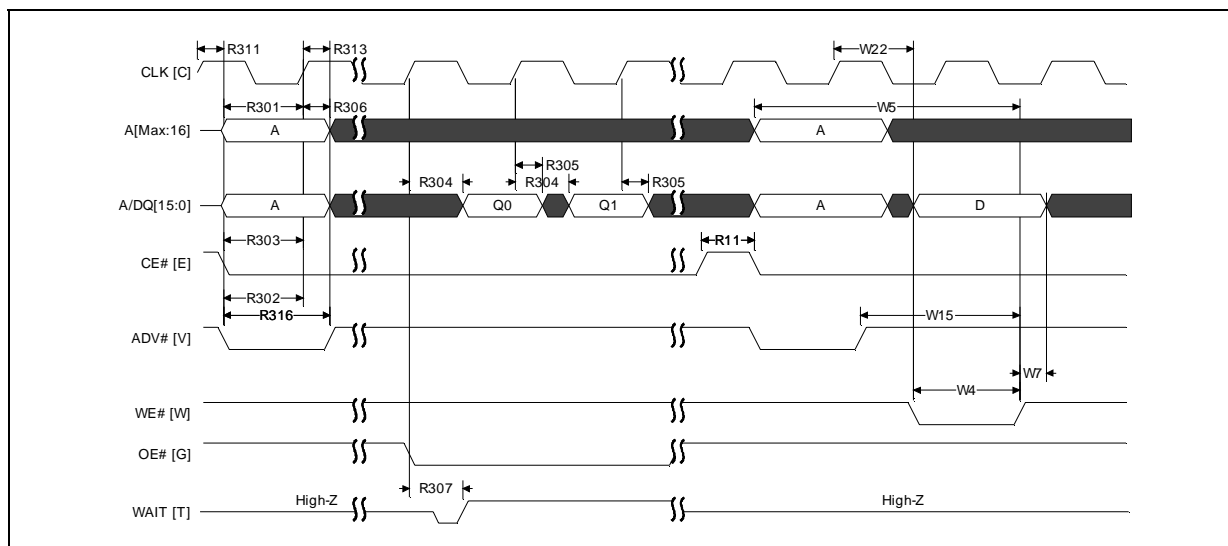 R311 R313 W22
CLK [C]
R301 R306 W5
A[Max:16] A A
R305
R304 R304 R305
A/DQ[15:0] A Q0 Q1 A D
R303 R11
CE# [E]
R302
R316 W15
ADV# [V]
W7
W4
WE# [W]
OE# [G]
R307
High-Z High-Z
WAIT [T]